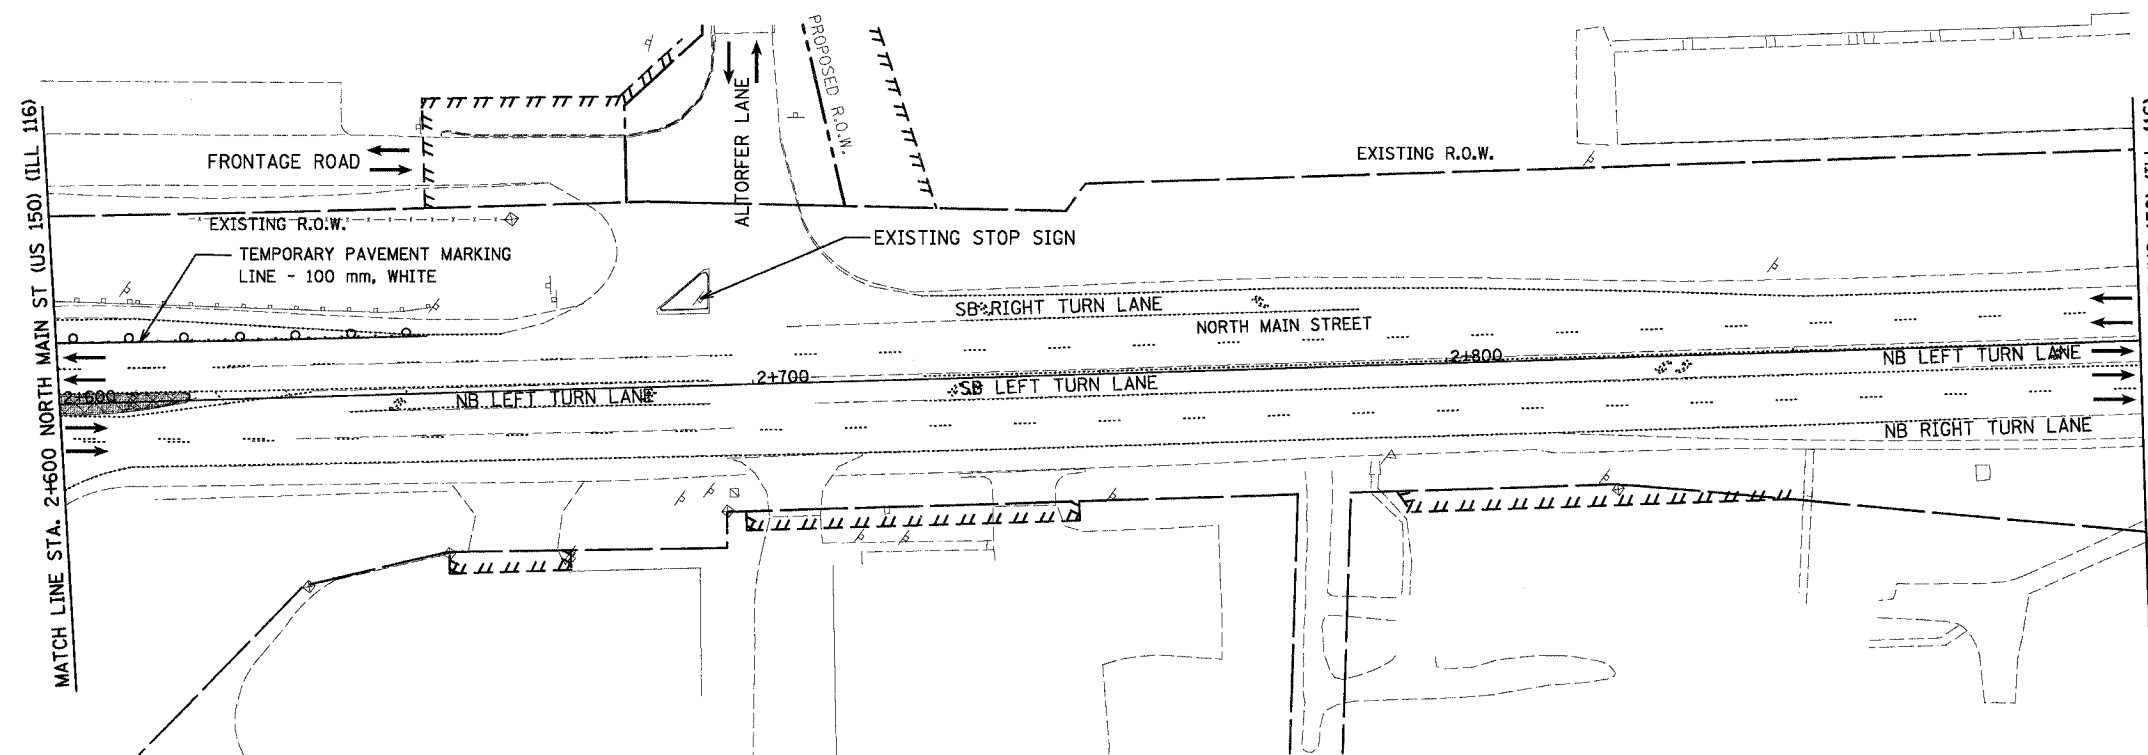 MATCH LINE STA. 2+600 NORTH MAIN ST (US 150) (ILL 116)
FRONTAGE ROAD
EXISTING R.O.W.
TEMPORARY PAVEMENT MARKING
LINE - 100 mm, WHITE
ALTORFER LANE
PROPOSED R.O.W.
EXISTING STOP SIGN
EXISTING R.O.W.
SB RIGHT TURN LANE
NORTH MAIN STREET
2+600
NB LEFT TURN LANE
2+700
SB LEFT TURN LANE
2+800
NB LEFT TURN LANE
NB RIGHT TURN LANE